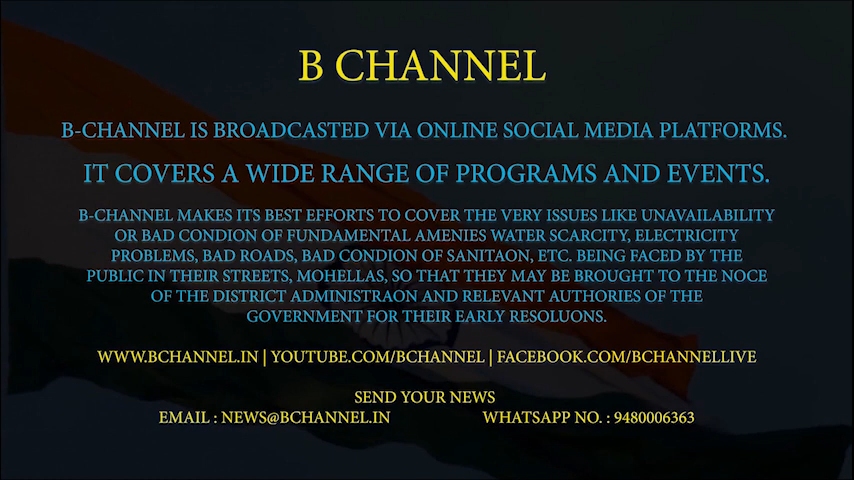 B CHANNEL
B-CHANNEL IS BROADCASTED VIA ONLINE SOCIAL MEDIA PLATFORMS.
IT COVERS A WIDE RANGE OF PROGRAMS AND EVENTS.
B-CHANNEL MAKES ITS BEST EFFORTS TO COVER THE VERY ISSUES LIKE UNAVAILABILITY
OR BAD CONDION OF FUNDAMENTAL AMENIES WATER SCARCITY, ELECTRICITY
PROBLEMS, BAD ROADS, BAD CONDION OF SANITAON, ETC. BEING FACED BY THE
PUBLIC IN THEIR STREETS, MOHELLAS, SO THAT THEY MAY BE BROUGHT TO THE NOCE
OF THE DISTRICT ADMINISTRAON AND RELEVANT AUTHORIES OF THE
GOVERNMENT FOR THEIR EARLY RESOLUONS.
WWW.BCHANNEL.IN | YOUTUBE.COM/BCHANNEL | FACEBOOK.COM/BCHANNELLIVE
SEND YOUR NEWS
EMAIL : NEWS@BCHANNEL.IN WHATSAPP NO. : 9480006363